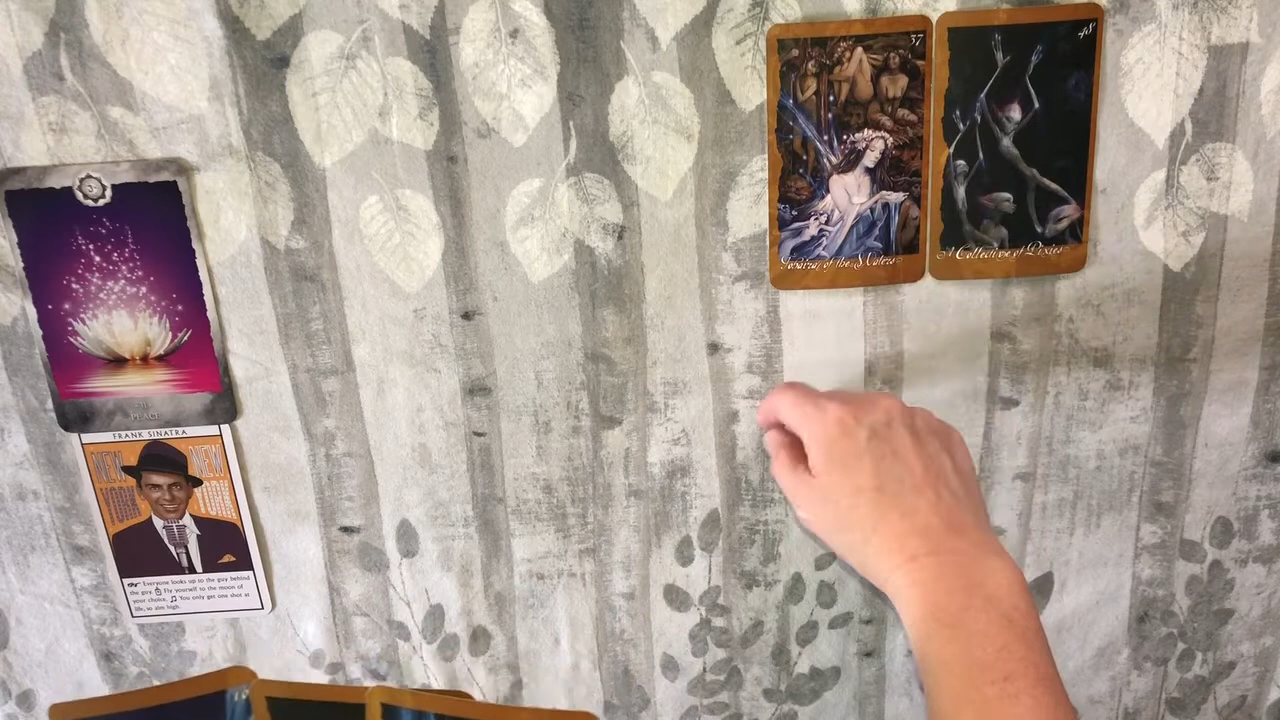 3
PEACE
FRANK SINATRA
NEW NEW
YORK YORK
Everyone looks up to the guy behind
the guy. Fly yourself to the moon of
your choice. You only get one shot at
life, so aim high.
37
of the Waters
48
A Collective of Pixies